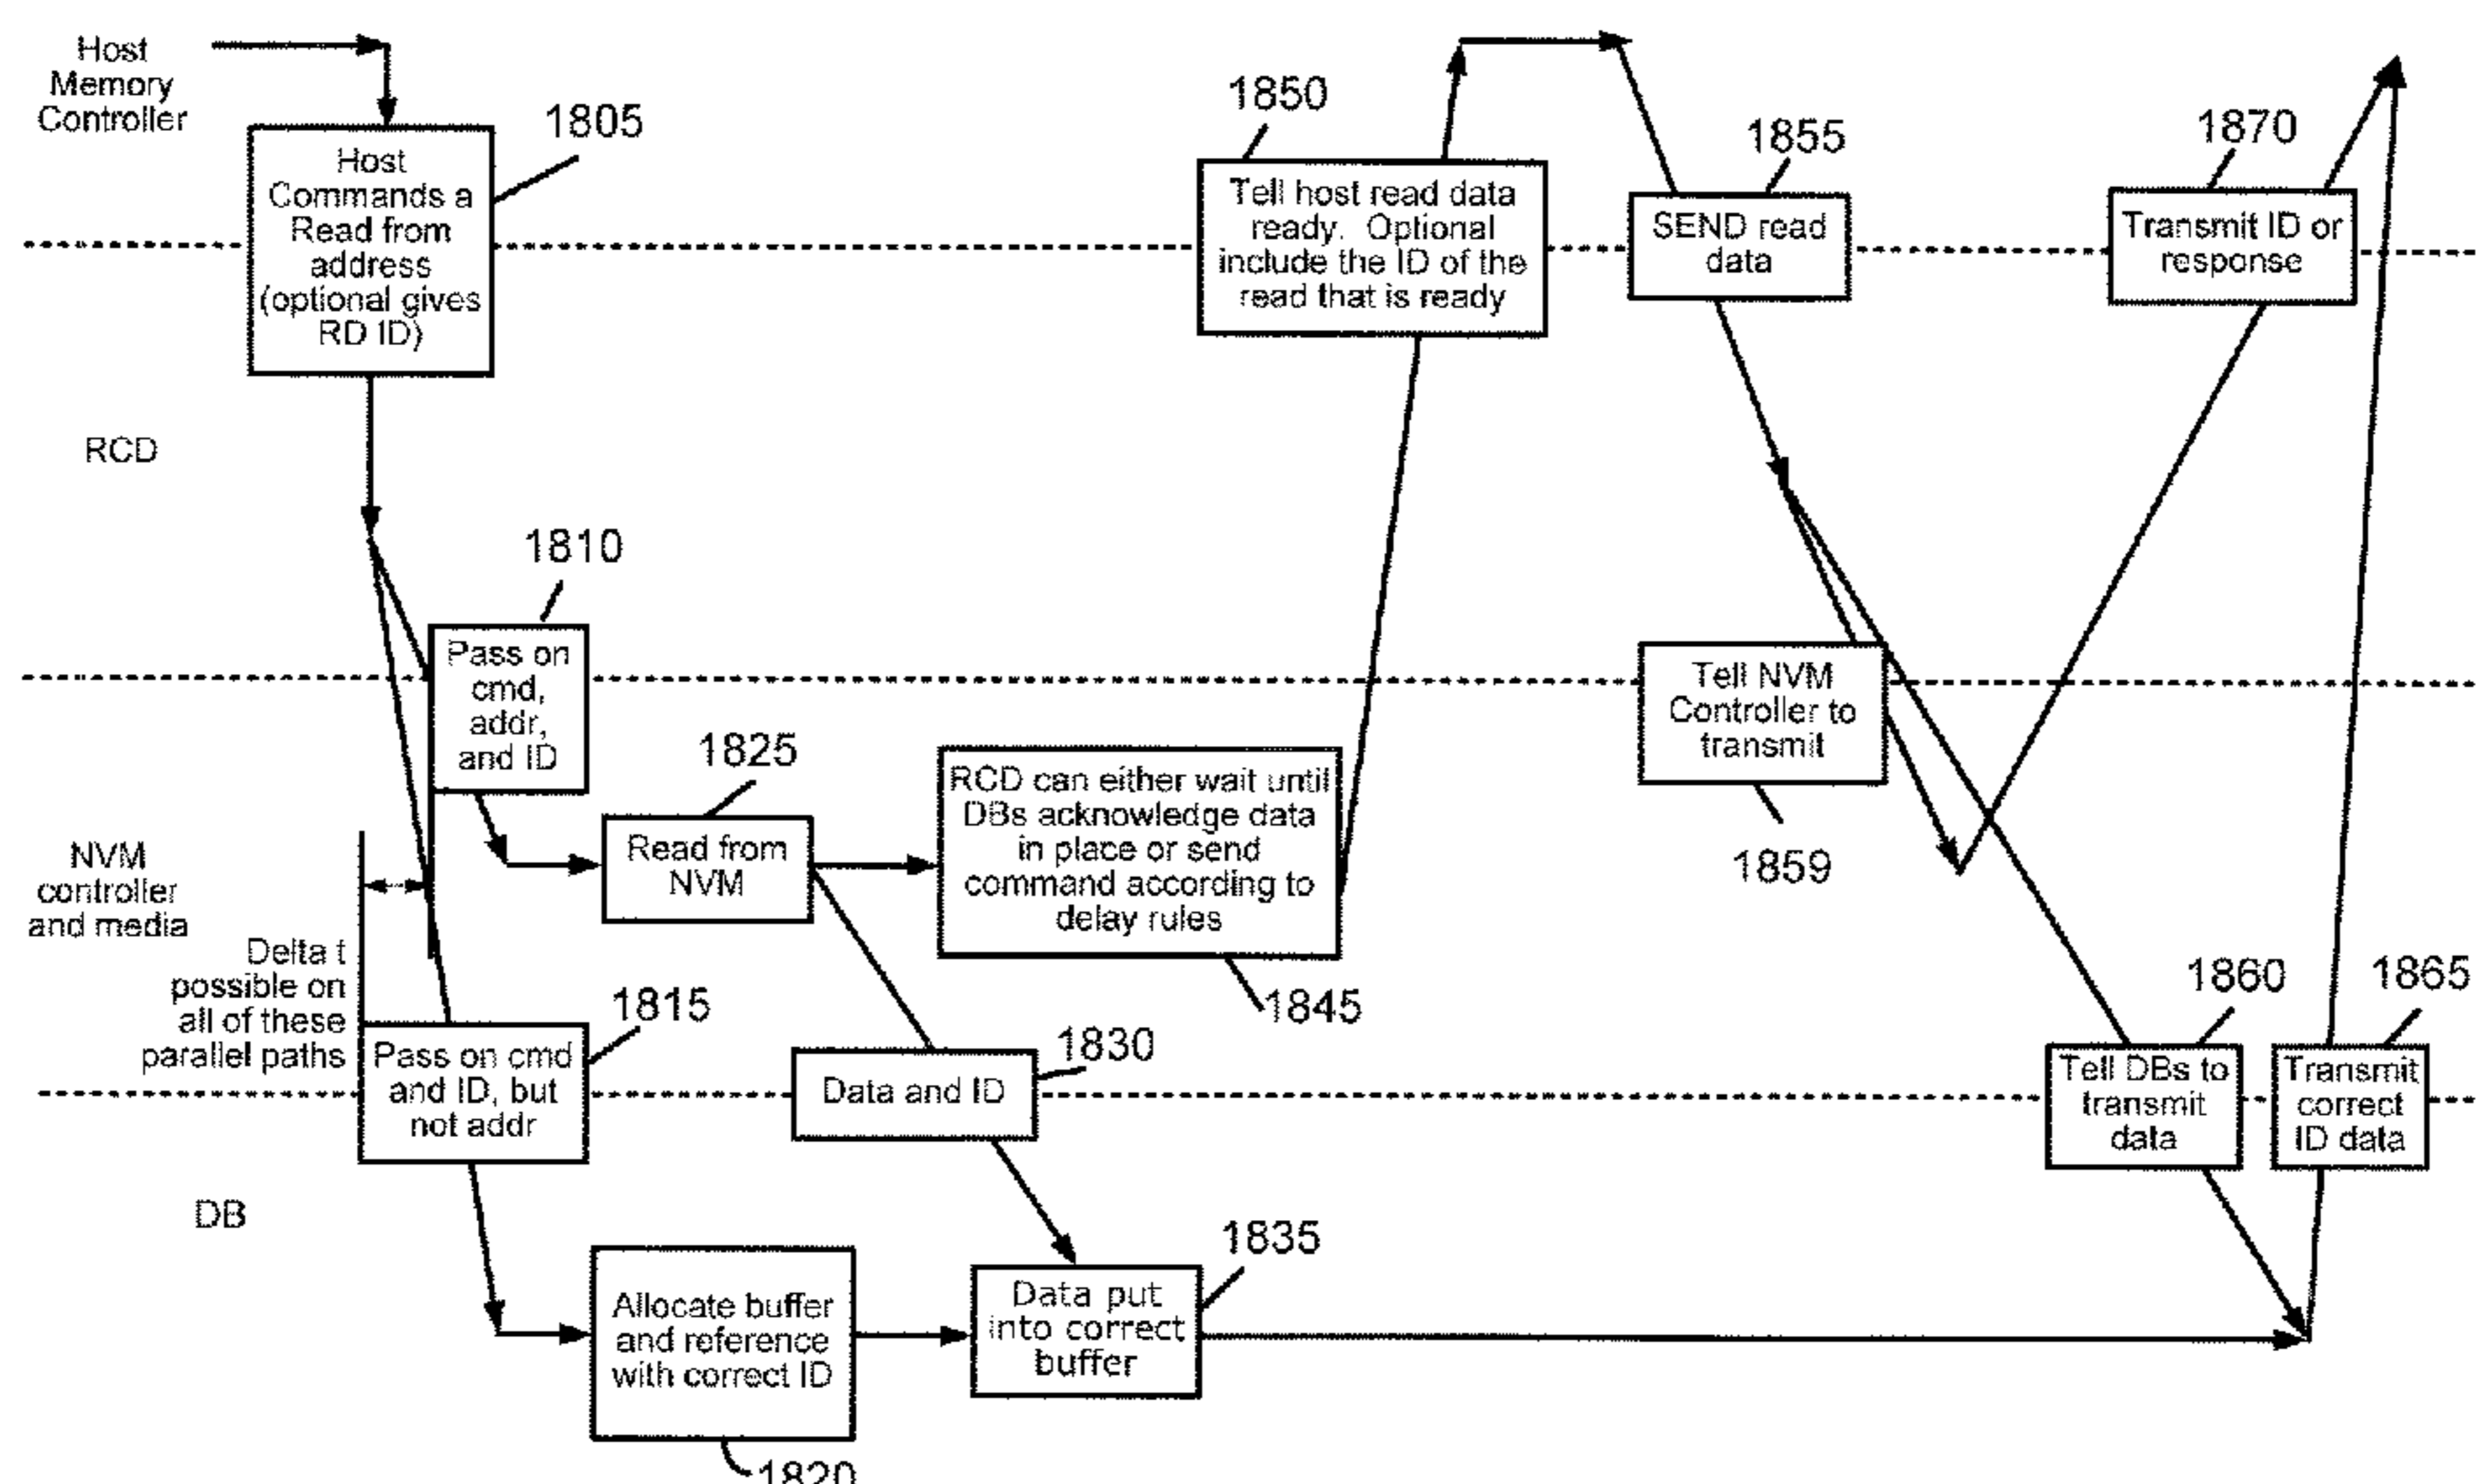 Host
Memory
Controller
1805
Host
Commands a
Read from
address
(optional gives
RD ID)
1850
Tell host read data
ready. Optional
include the ID of the
read that is ready
1855
SEND read
data
1870
Transmit ID or
response
RCD
1810
Pass on
cmd,
addr,
and ID
1825
Read from
NVM
RCD can either wait until
DBs acknowledge data
in place or send
command according to
delay rules
1845
Tell NVM
Controller to
transmit
1859
NVM
controller
and media
Delta t
possible on
all of these
parallel paths
1815
Pass on cmd
and ID, but
not addr
1830
Data and ID
1860
Tell DBs to
transmit
data
1865
Transmit
correct
ID data
DB
Allocate buffer
and reference
with correct ID
1820
1835
Data put
into correct
buffer